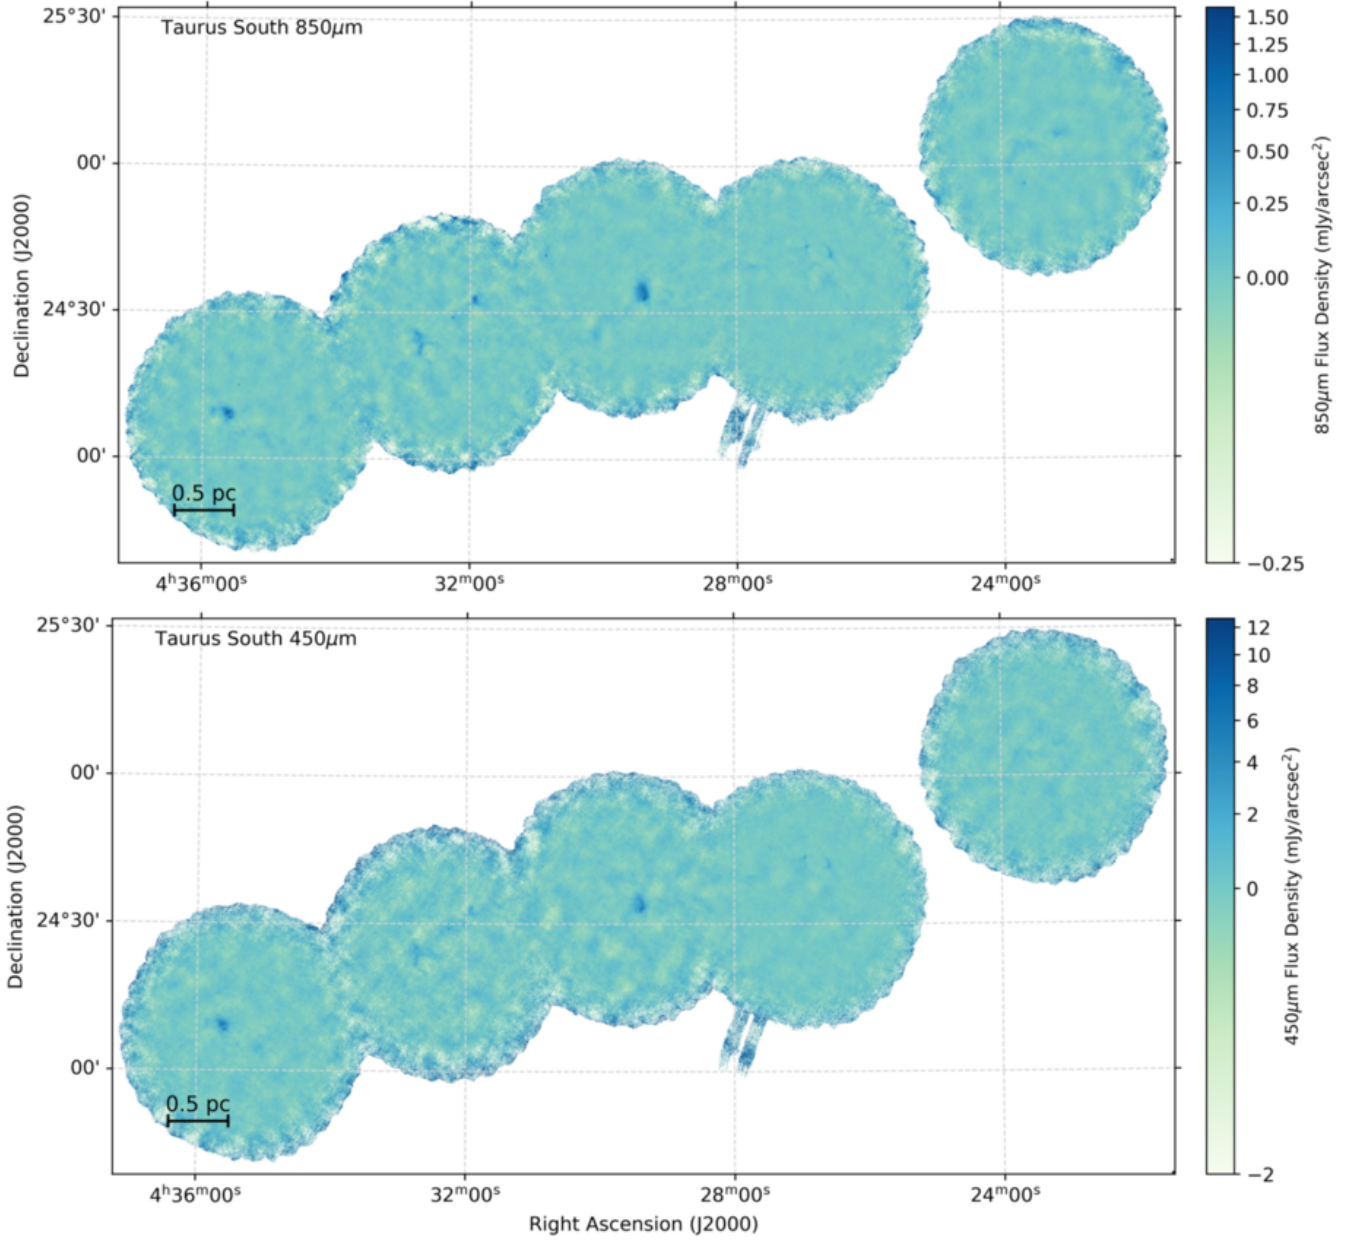 Taurus South 850μm
25°30'
00'
24°30'
00'
Declination (J2000)
0.5 pc
4ʰ36ᵐ00ˢ
32ᵐ00ˢ
28ᵐ00ˢ
24ᵐ00ˢ
1.50
1.25
1.00
0.75
0.50
0.25
0.00
−0.25
850μm Flux Density (mJy/arcsec²)
Taurus South 450μm
25°30'
00'
24°30'
00'
Declination (J2000)
0.5 pc
4ʰ36ᵐ00ˢ
32ᵐ00ˢ
28ᵐ00ˢ
24ᵐ00ˢ
Right Ascension (J2000)
12
10
8
6
4
2
0
−2
450μm Flux Density (mJy/arcsec²)